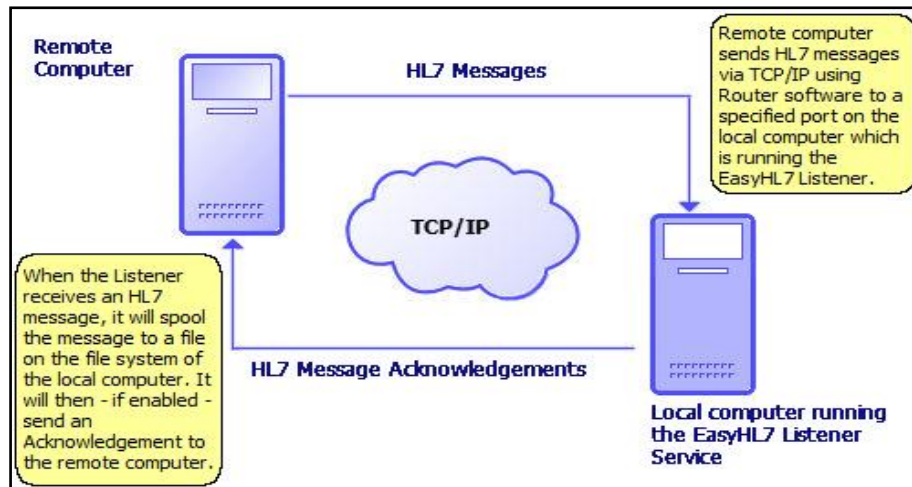 Remote
Computer
HL7 Messages
Remote computer
sends HL7 messages
via TCP/IP using
Router software to a
specified port on the
local computer which
is running the
EasyHL7 Listener.
TCP/IP
When the Listener
receives an HL7
message, it will spool
the message to a file
on the file system of
the local computer. It
will then - if enabled -
send an
Acknowledgement to
the remote computer.
HL7 Message Acknowledgements
Local computer running
the EasyHL7 Listener
Service